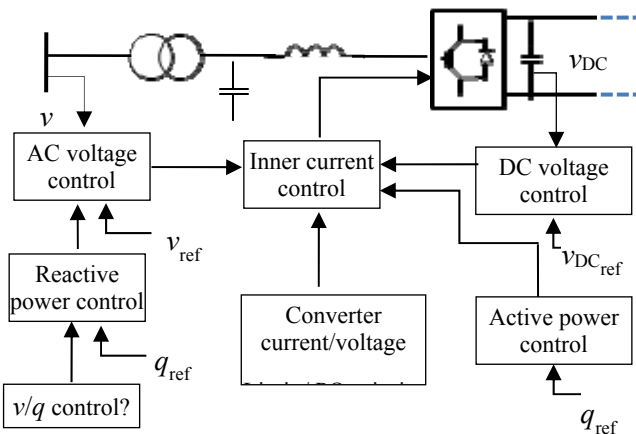 v
vDC
AC voltage
control
Inner current
control
DC voltage
control
vref
vDCref
Reactive
power control
Converter
current/voltage
Active power
control
qref
qref
v/q control?